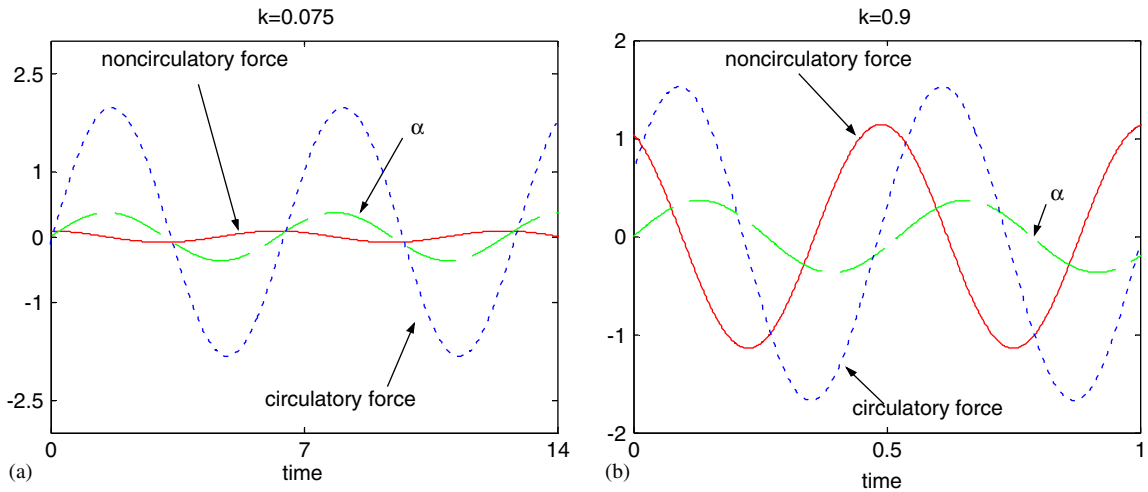 k=0.075
noncirculatory force
α
circulatory force
2.5
1
0
-1
-2.5
0
7
14
time
(a)
k=0.9
noncirculatory force
α
circulatory force
2
1
0
-1
-2
0
0.5
1
time
(b)